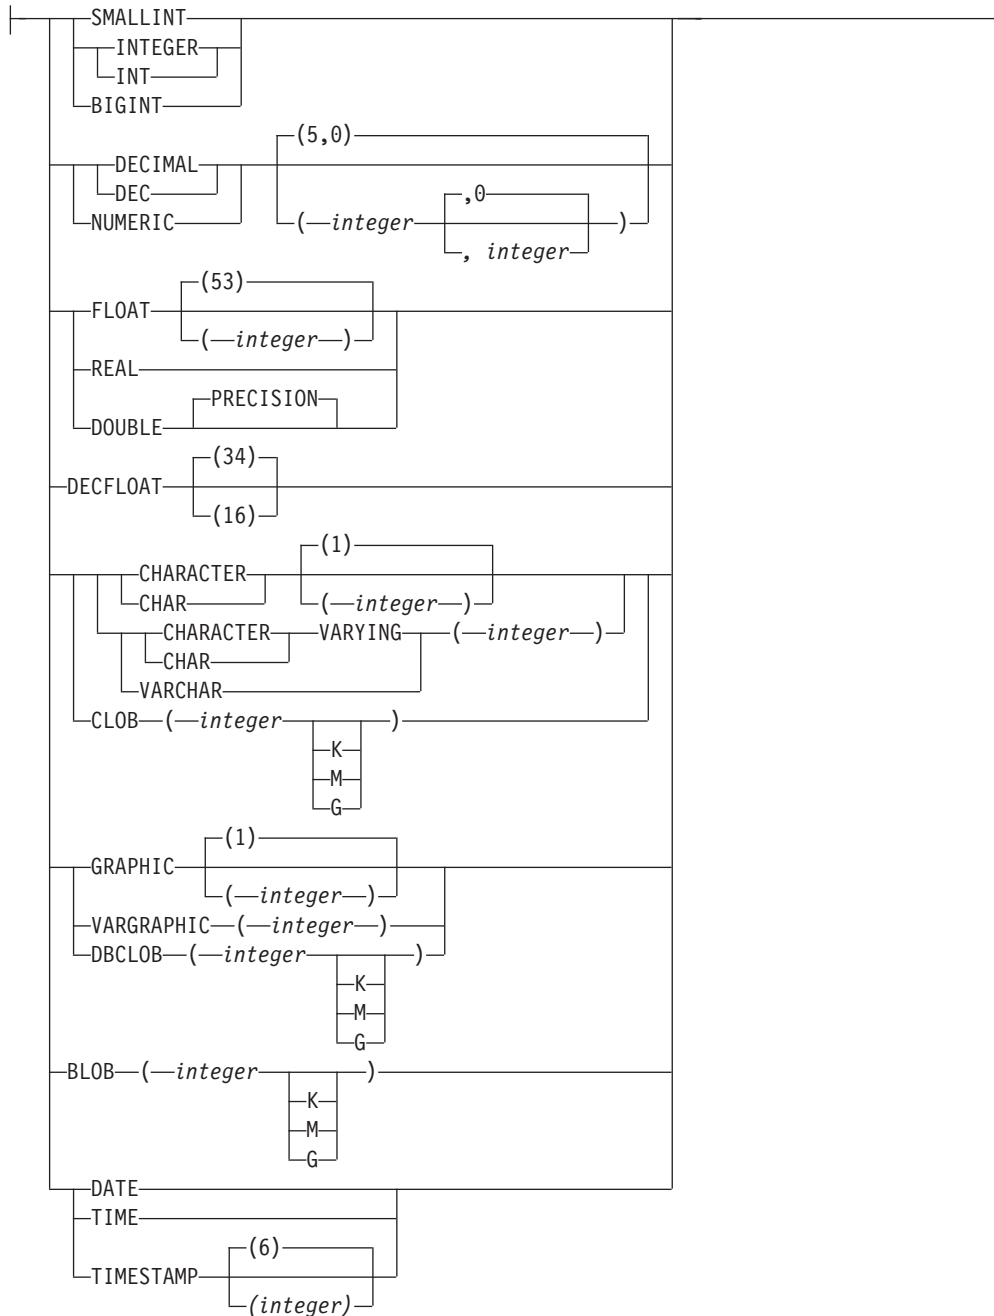 SMALLINT
INTEGER
INT
BIGINT
(5,0)
DECIMAL
DEC
,0
NUMERIC ( integer )
, integer
(53)
FLOAT
( integer )
REAL
PRECISION
DOUBLE
(34)
DECFLOAT
(16)
(1)
CHARACTER
CHAR ( integer )
CHARACTER VARYING ( integer )
CHAR
VARCHAR
CLOB ( integer )
K
M
G
(1)
GRAPHIC
( integer )
VARGRAPHIC ( integer )
DBCLOB ( integer )
K
M
G
BLOB ( integer )
K
M
G
DATE
TIME
(6)
TIMESTAMP
(integer)